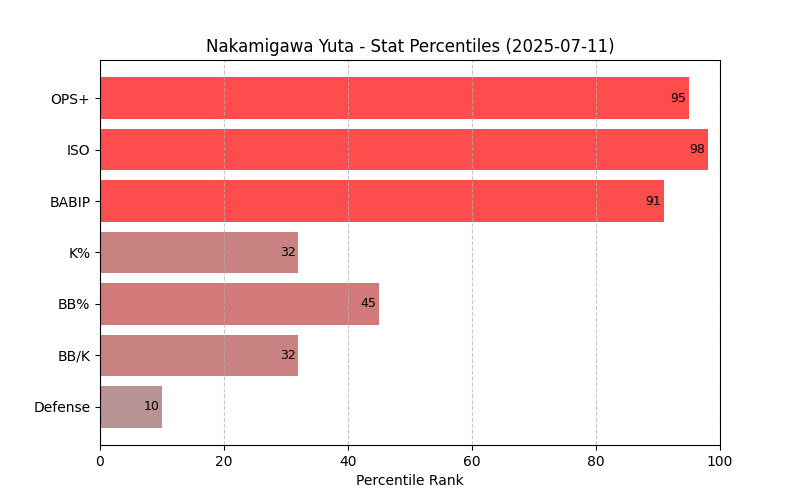 Nakamigawa Yuta - Stat Percentiles (2025-07-11)
OPS+ 95
ISO 98
BABIP 91
K% 32
BB% 45
BB/K 32
Defense 10
0 20 40 60 80 100
Percentile Rank